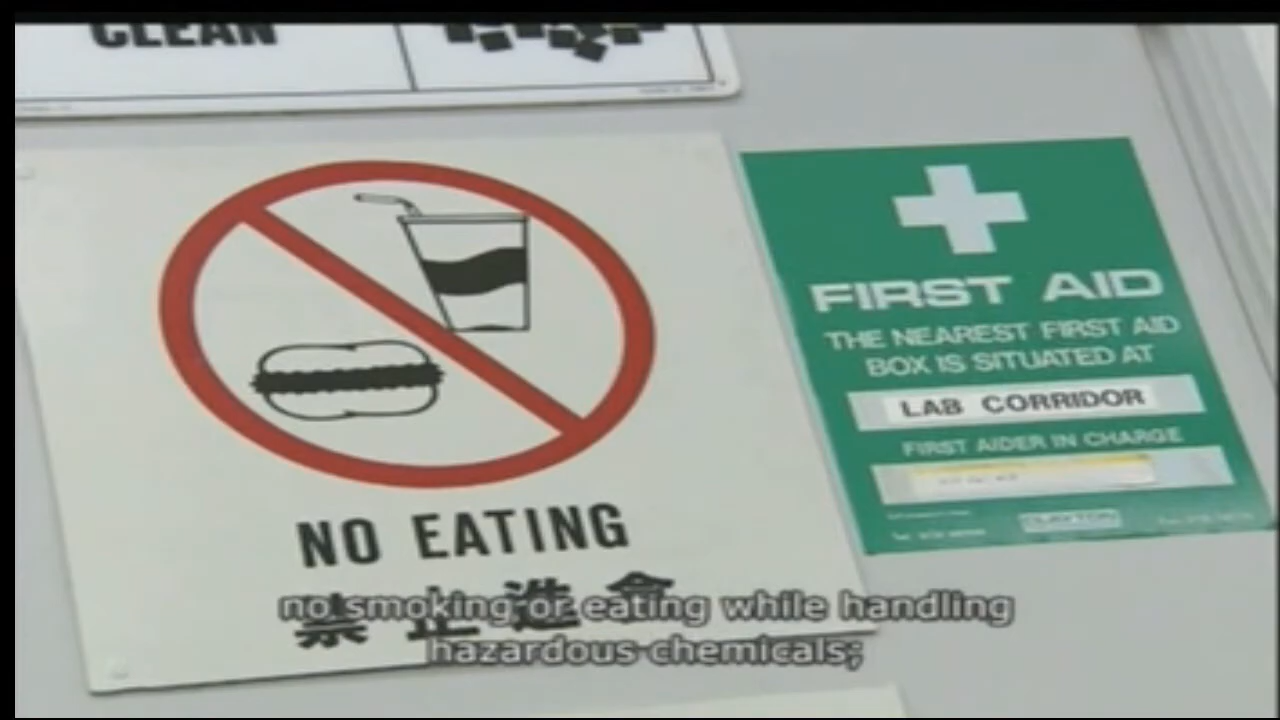 CLEAN
NO EATING
禁止進食
FIRST AID
THE NEAREST FIRST AID
BOX IS SITUATED AT
LAB CORRIDOR
FIRST AIDER IN CHARGE
no smoking or eating while handling
hazardous chemicals;